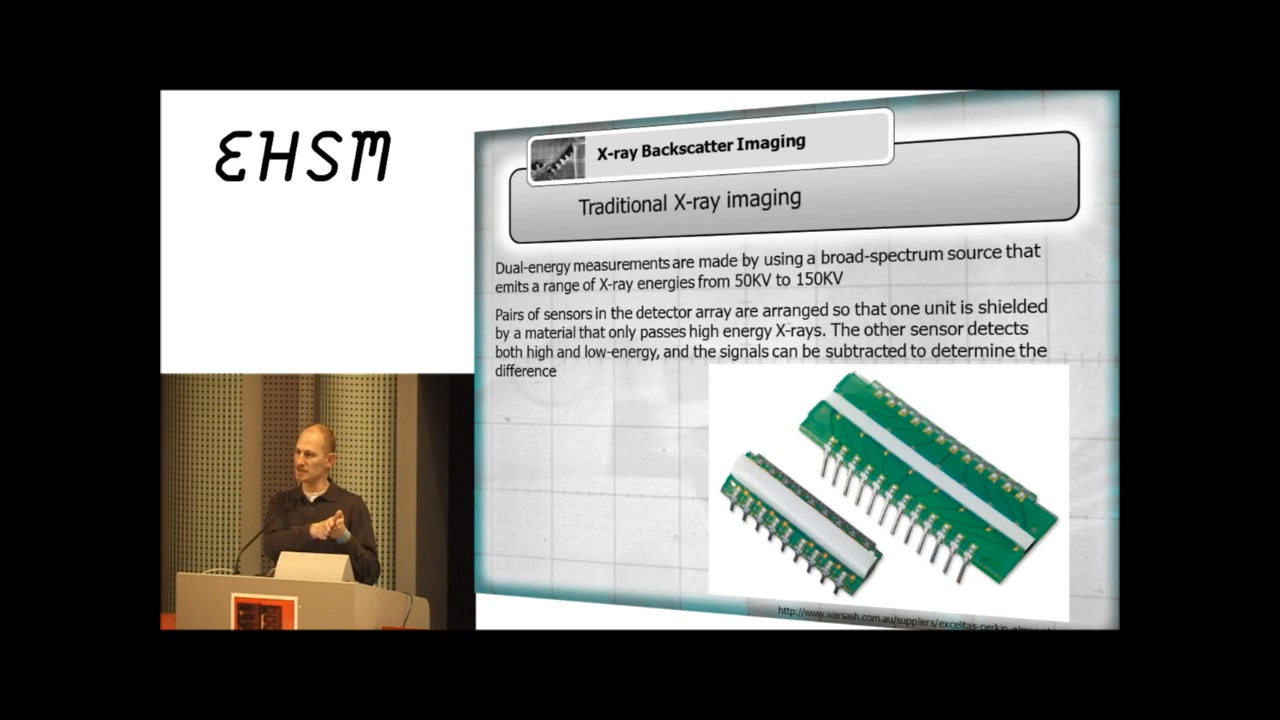 EHSM
X-ray Backscatter Imaging
Traditional X-ray imaging
Dual-energy measurements are made by using a broad-spectrum source that
emits a range of X-ray energies from 50KV to 150KV
Pairs of sensors in the detector array are arranged so that one unit is shielded
by a material that only passes high energy X-rays. The other sensor detects
both high and low-energy, and the signals can be subtracted to determine the
difference
http://www.warsash.com.au/suppliers/excelitas-perkin-